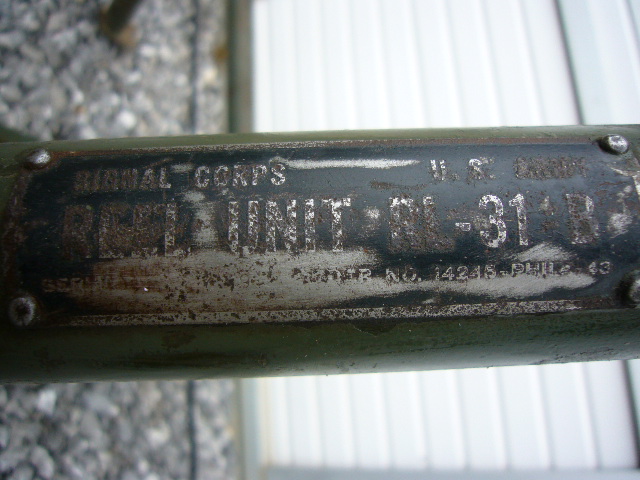 SIGNAL CORPS U.S. ARMY
REEL UNIT RL-31-B
ORDER NO. 14245-PHILA-43